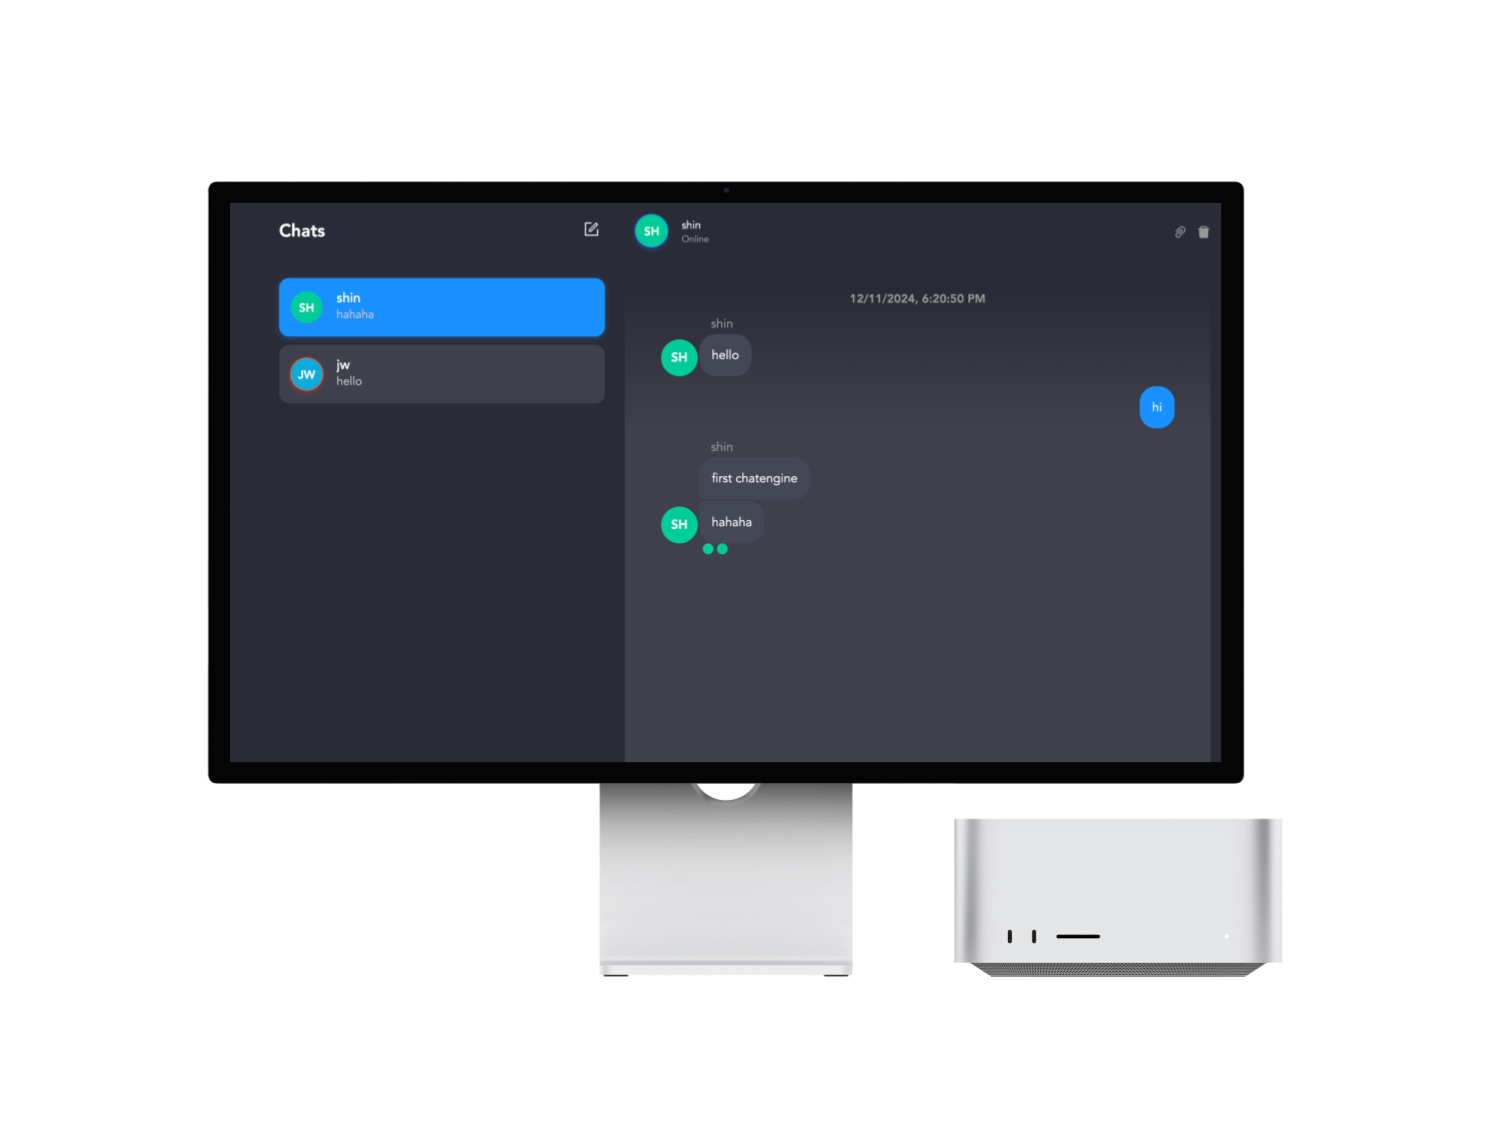 Chats
SH
shin
hahaha
JW
jw
hello
SH
shin
Online
12/11/2024, 6:20:50 PM
shin
SH
hello
hi
shin
first chatengine
SH
hahaha